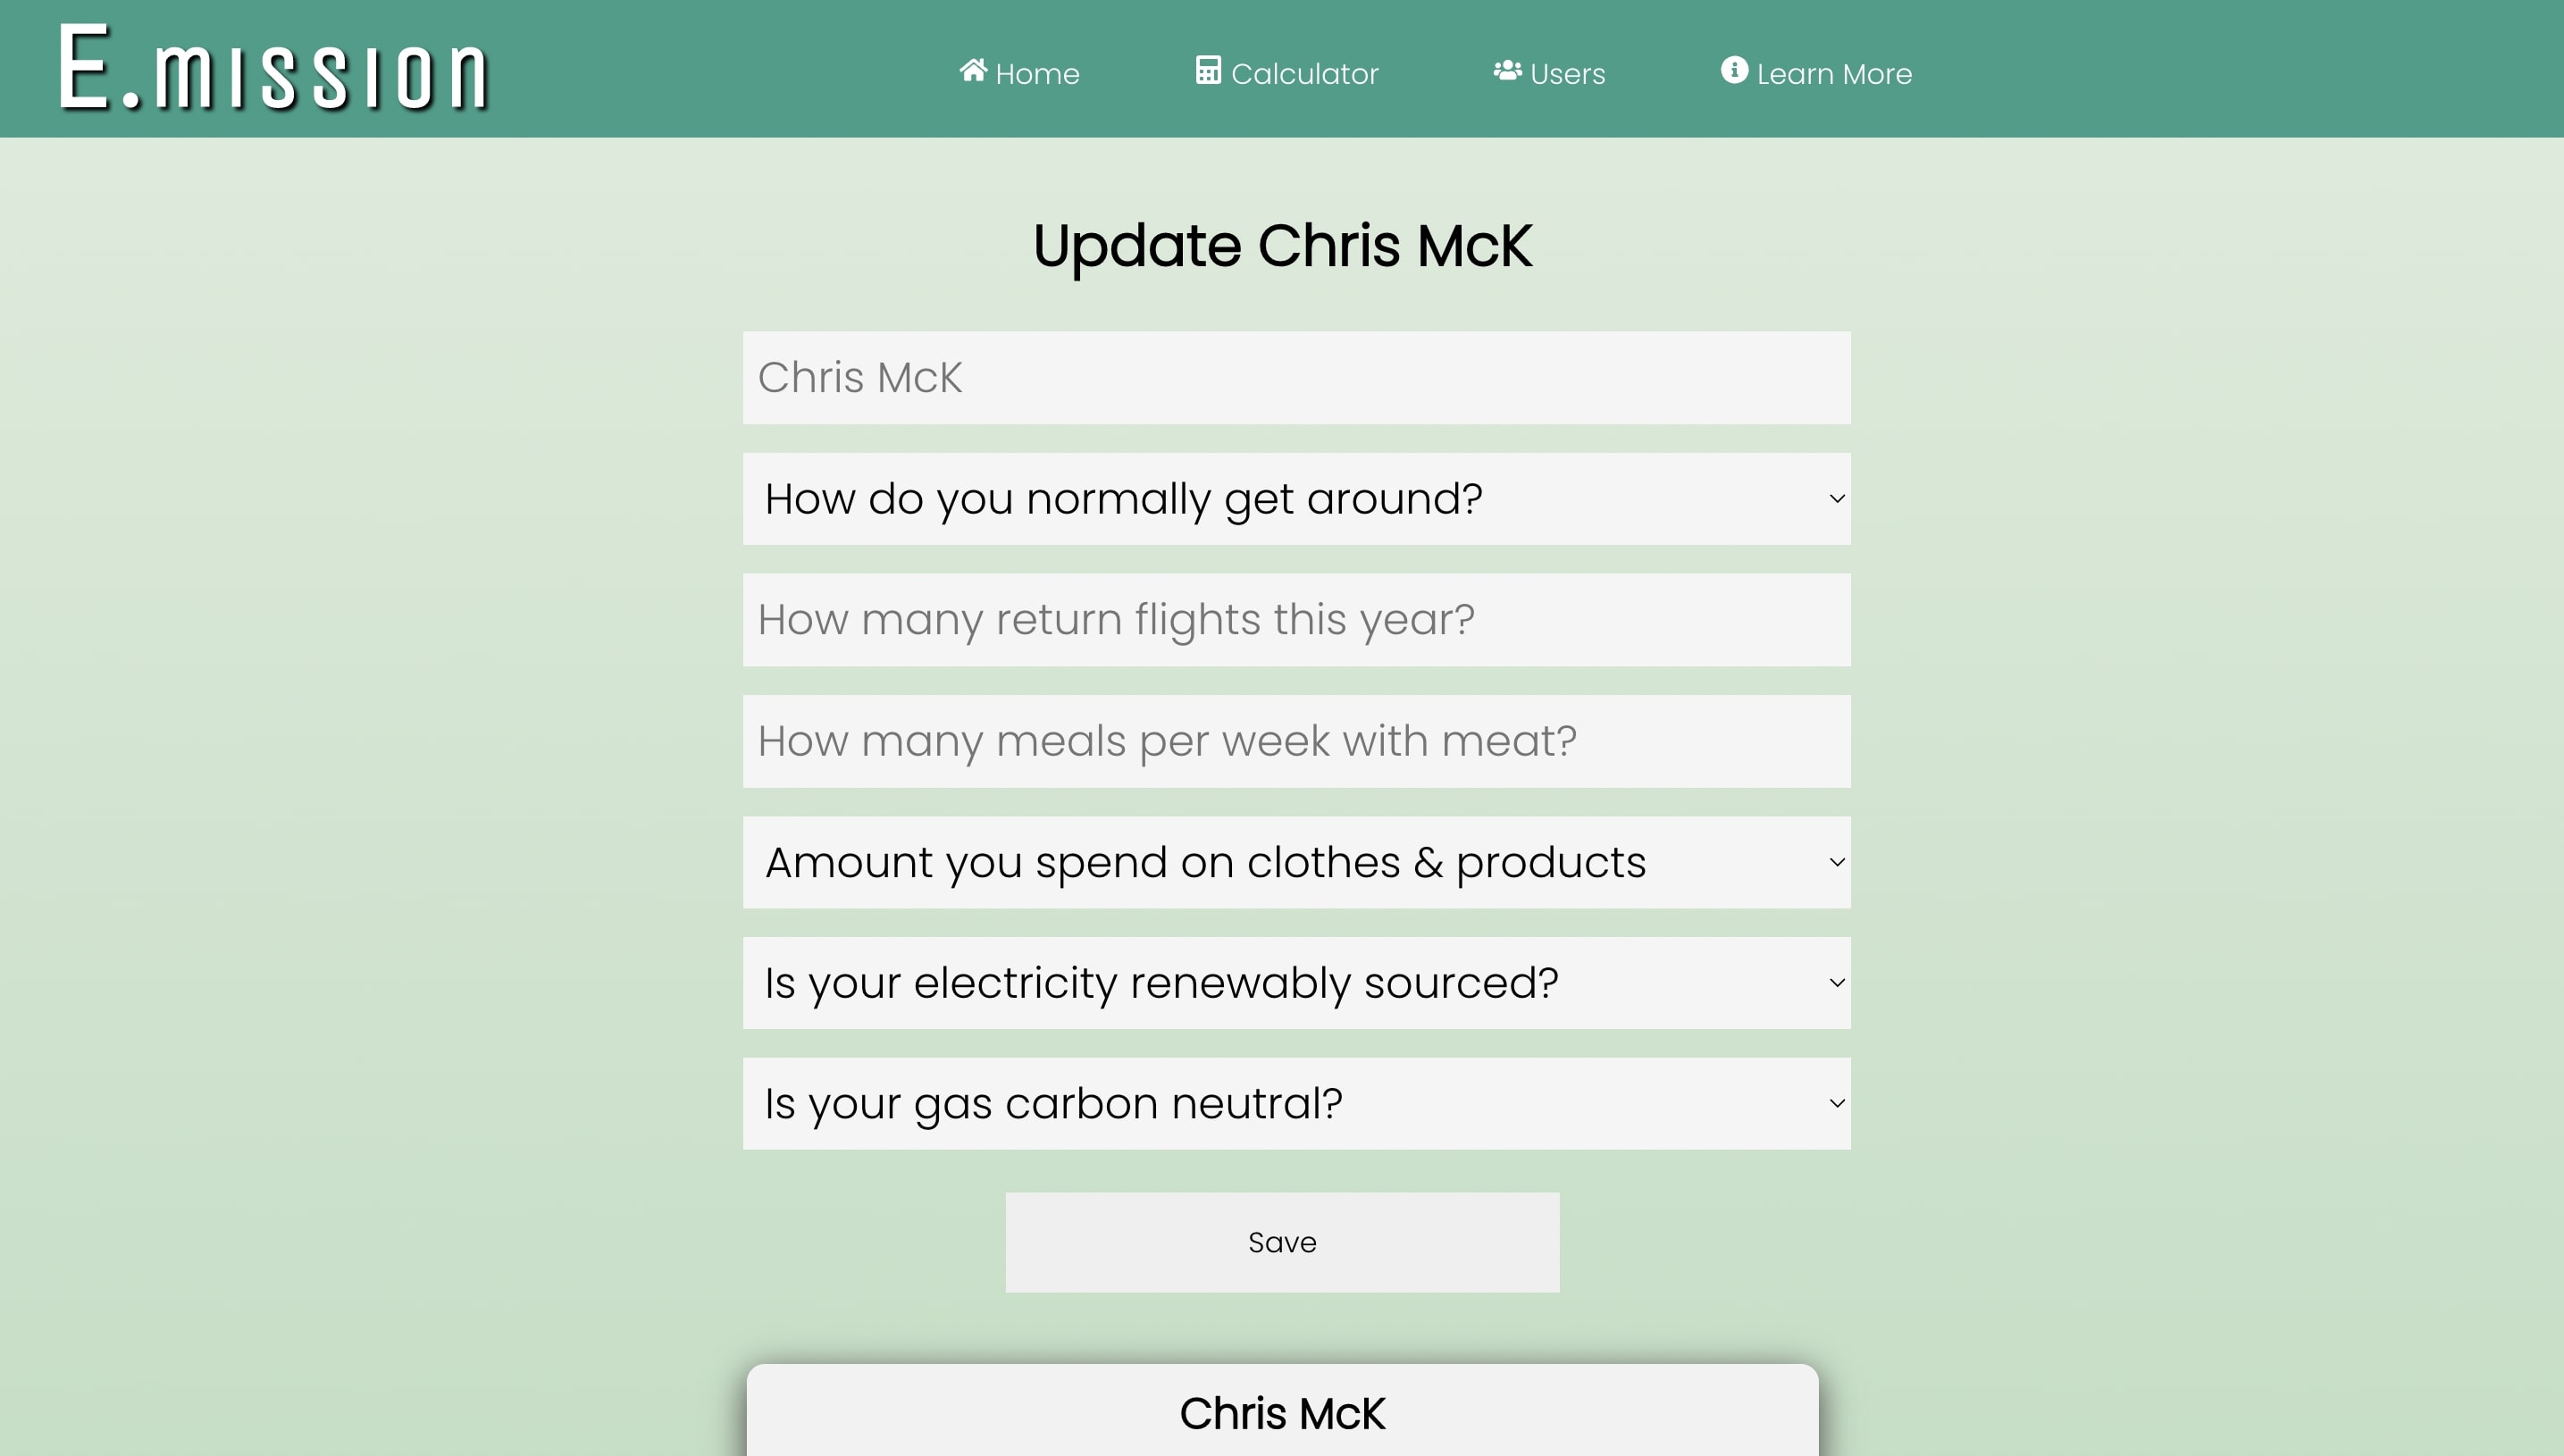 E.mission
Home
Calculator
Users
Learn More
Update Chris McK
Chris McK
How do you normally get around?
How many return flights this year?
How many meals per week with meat?
Amount you spend on clothes & products
Is your electricity renewably sourced?
Is your gas carbon neutral?
Save
Chris McK